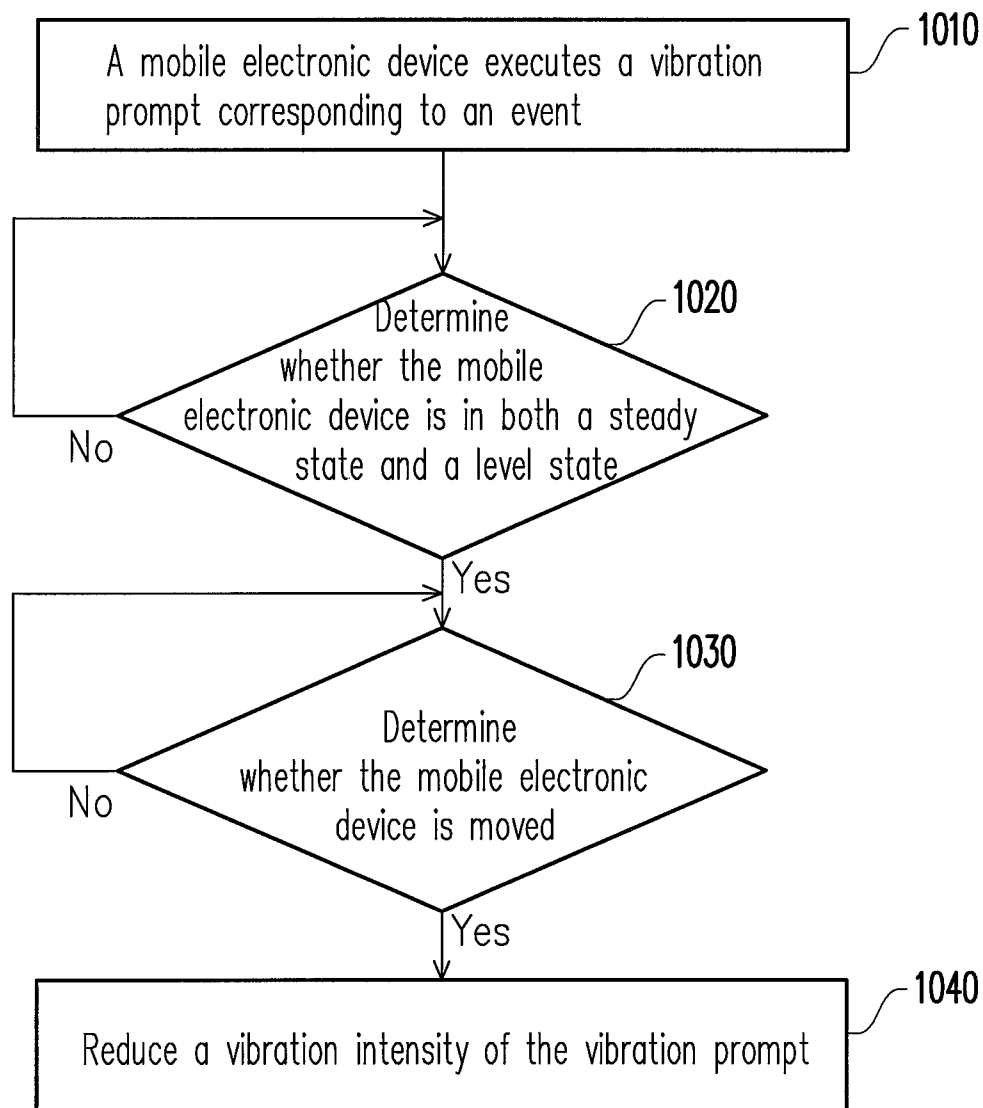 1010
A mobile electronic device executes a vibration
prompt corresponding to an event
1020
Determine
whether the mobile
electronic device is in both a steady
state and a level state
No
Yes
1030
Determine
whether the mobile electronic
device is moved
No
Yes
1040
Reduce a vibration intensity of the vibration prompt